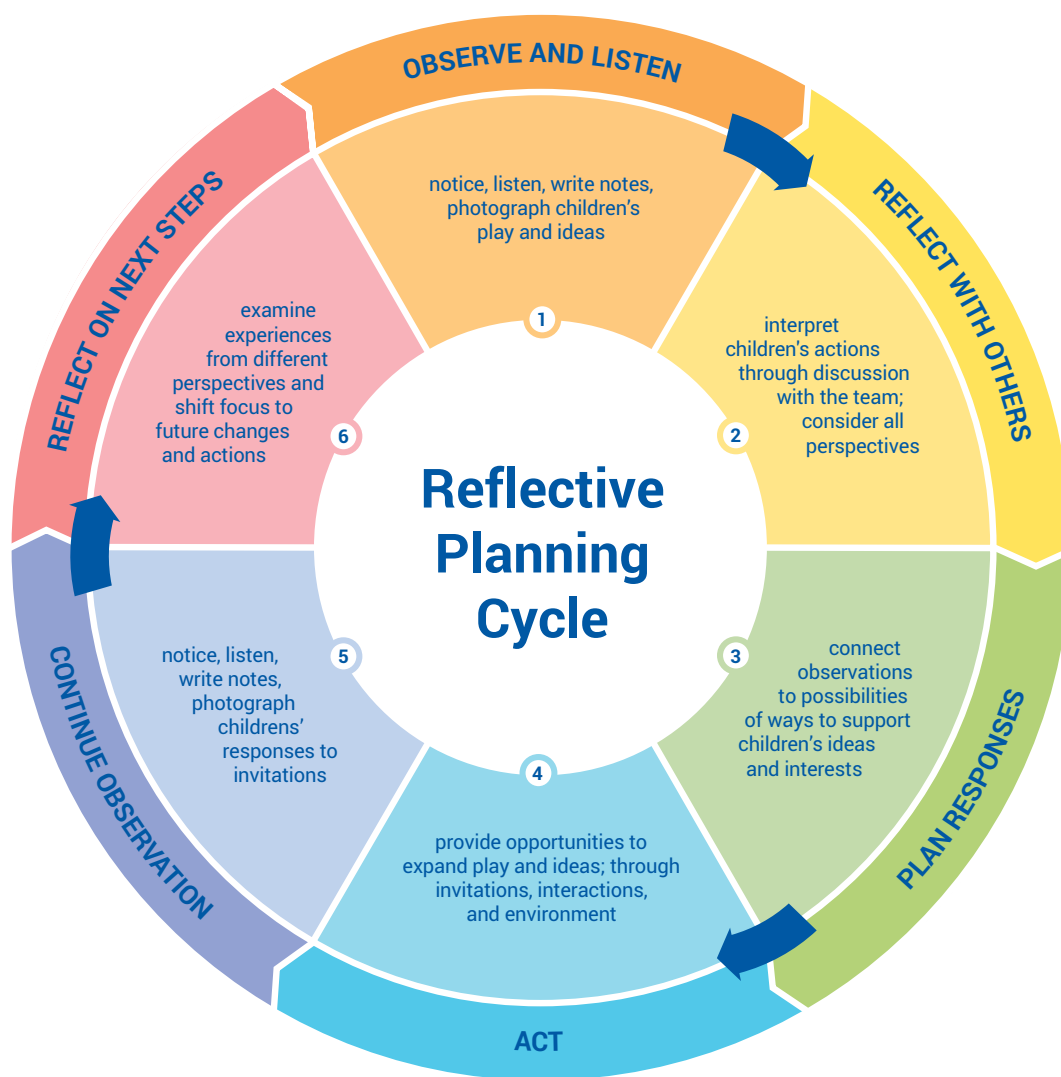 Reflective
Planning
Cycle
OBSERVE AND LISTEN
notice, listen, write notes,
photograph children's
play and ideas
1
REFLECT WITH OTHERS
interpret
children's actions
through discussion
with the team;
consider all
perspectives
2
PLAN RESPONSES
connect
observations
to possibilities
of ways to support
children's ideas
and interests
3
ACT
provide opportunities to
expand play and ideas; through
invitations, interactions,
and environment
4
CONTINUE OBSERVATION
notice, listen,
write notes,
photograph
childrens’
responses to
invitations
5
REFLECT ON NEXT STEPS
examine
experiences
from different
perspectives and
shift focus to
future changes
and actions
6